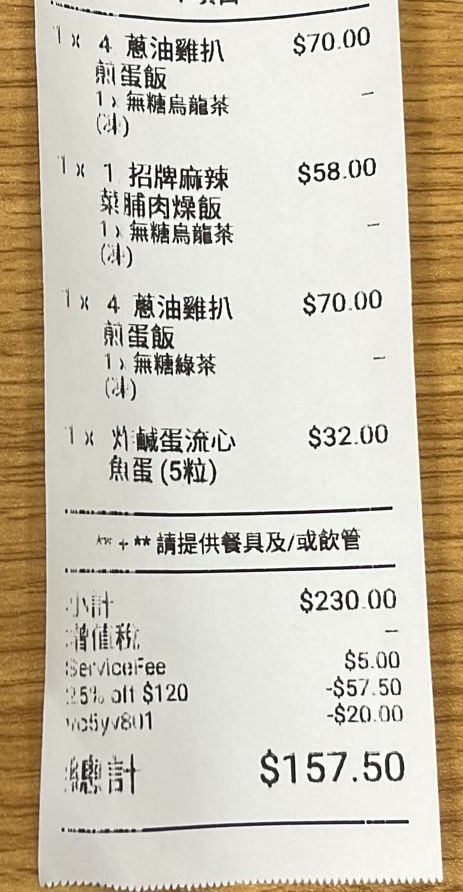 1 x 4 蔥油雞扒 $70.00
煎蛋飯
1 x 無糖烏龍茶 –
(凍)
1 x 1 招牌麻辣 $58.00
菜脯肉燥飯
1 x 無糖烏龍茶 –
(凍)
1 x 4 蔥油雞扒 $70.00
煎蛋飯
1 x 無糖綠茶 –
(凍)
1 x 炸鹹蛋流心 $32.00
魚蛋 (5粒)
** + ** 請提供餐具及/或飲管
小計 $230.00
增值稅 –
ServiceFee $5.00
25% off $120 -$57.50
vc5yv801 -$20.00
總計 $157.50